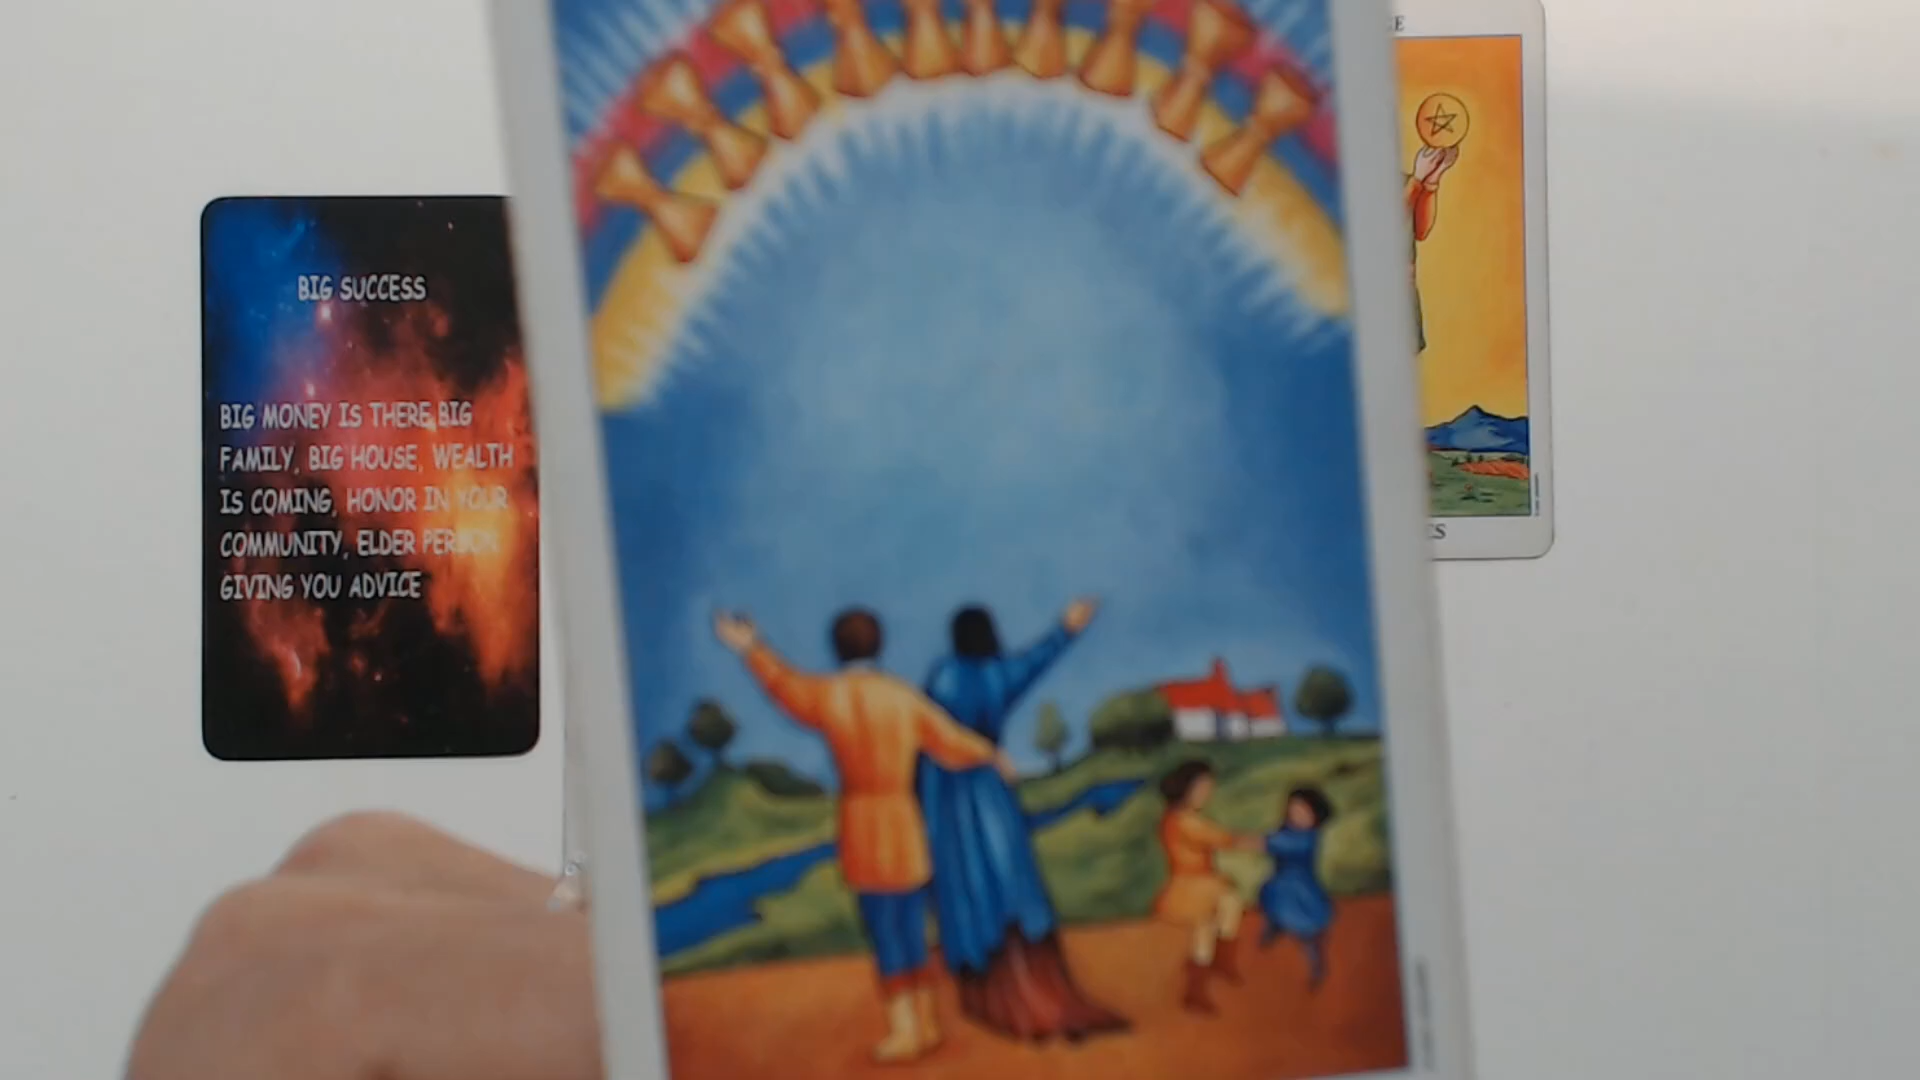 BIG SUCCESS
BIG MONEY IS THERE, BIG
FAMILY, BIG HOUSE, WEALTH
IS COMING, HONOR IN YOUR
COMMUNITY, ELDER PERSON
GIVING YOU ADVICE